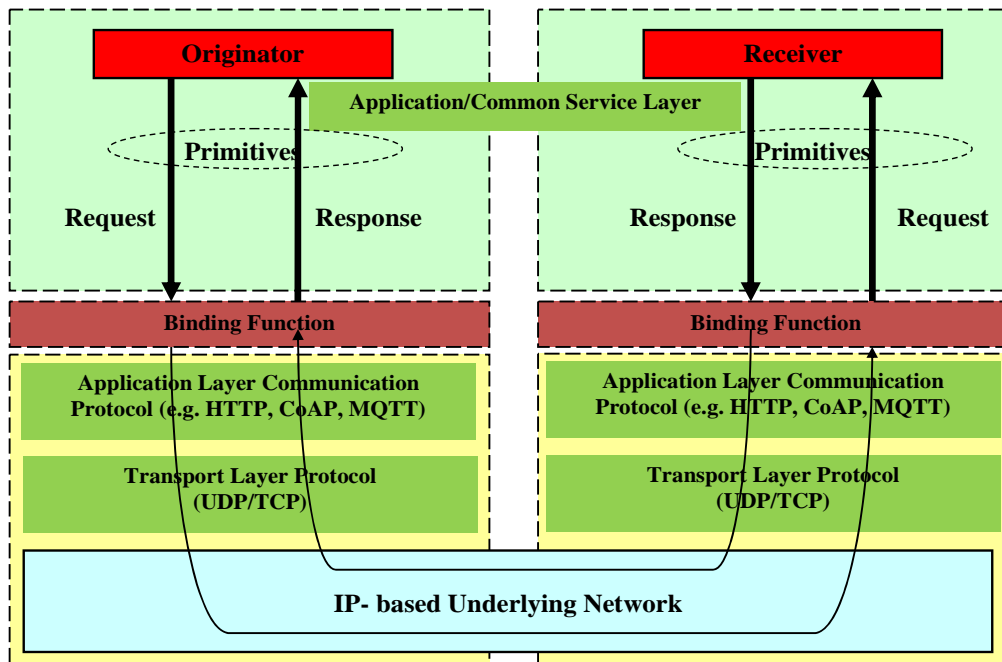 Originator
Receiver
Application/Common Service Layer
Primitives
Primitives
Request
Response
Response
Request
Binding Function
Binding Function
Application Layer Communication
Protocol (e.g. HTTP, CoAP, MQTT)
Application Layer Communication
Protocol (e.g. HTTP, CoAP, MQTT)
Transport Layer Protocol
(UDP/TCP)
Transport Layer Protocol
(UDP/TCP)
IP- based Underlying Network